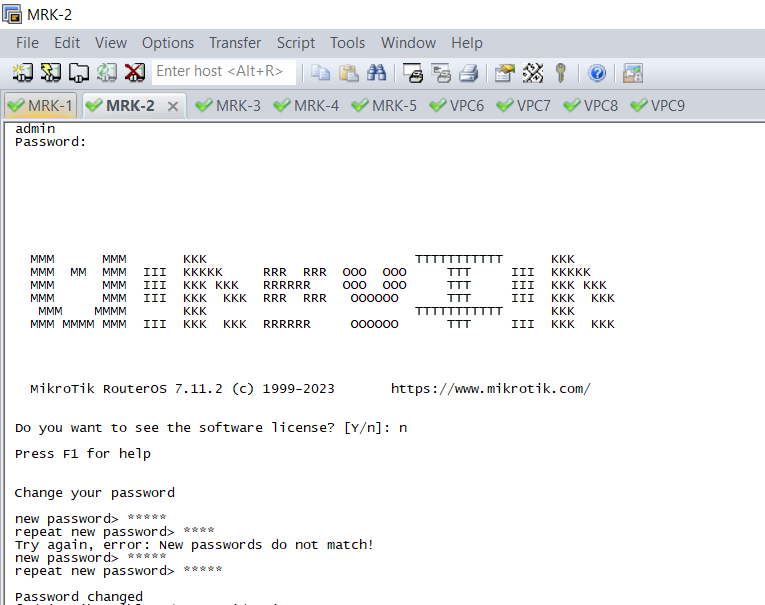 MRK-2
File Edit View Options Transfer Script Tools Window Help
Enter host <Alt+R>
MRK-1 MRK-2 MRK-3 MRK-4 MRK-5 VPC6 VPC7 VPC8 VPC9
admin
Password:
MMM      MMM       KKK                          TTTTTTTTTTT      KKK
MMM  MM  MMM  III  KKKKK     RRR  RRR  OOO  OOO     TTT     III  KKKKK
MMM      MMM  III  KKK KKK   RRRRRR    OOO  OOO     TTT     III  KKK KKK
MMM      MMM  III  KKK  KKK  RRR  RRR   OOOOOO      TTT     III  KKK  KKK
MMM    MMMM       KKK                          TTTTTTTTTTT      KKK
MMM MMMM MMM  III  KKK  KKK  RRRRRR     OOOOOO      TTT     III  KKK  KKK
MikroTik RouterOS 7.11.2 (c) 1999-2023       https://www.mikrotik.com/
Do you want to see the software license? [Y/n]: n
Press F1 for help
Change your password
new password> *****
repeat new password> ****
Try again, error: New passwords do not match!
new password> *****
repeat new password> *****
Password changed